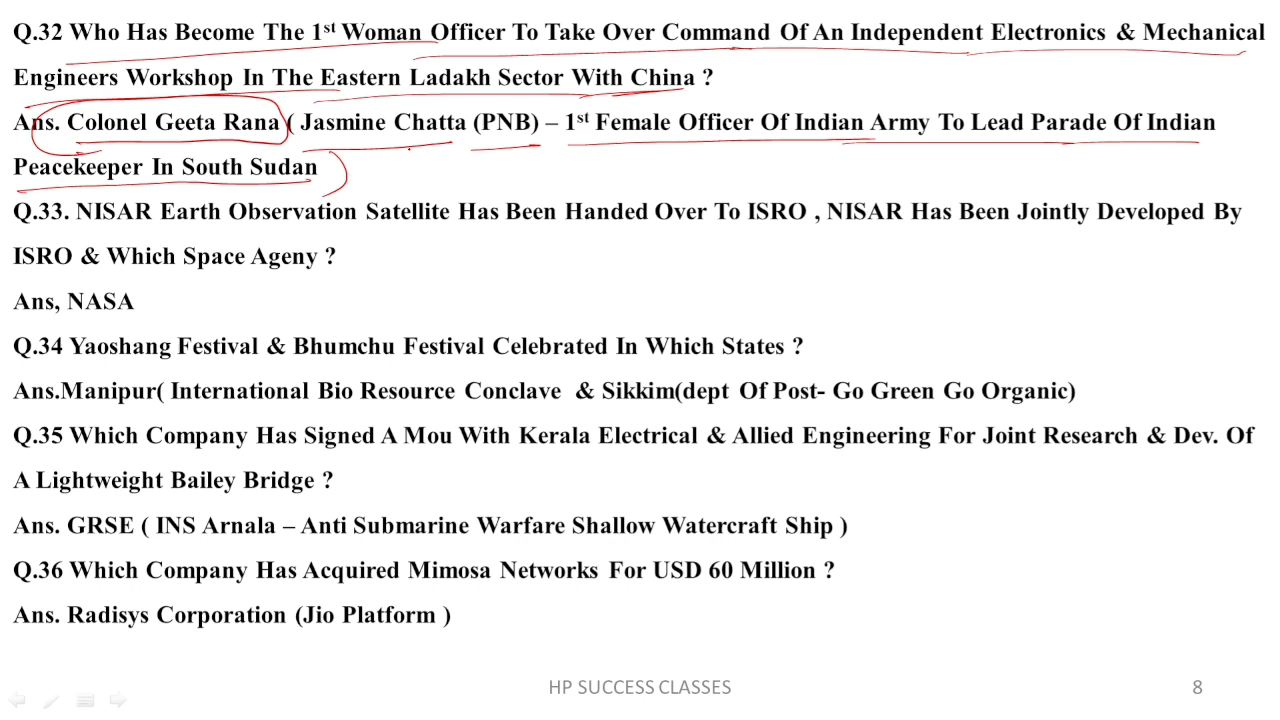 Q.32 Who Has Become The 1st Woman Officer To Take Over Command Of An Independent Electronics & Mechanical
Engineers Workshop In The Eastern Ladakh Sector With China ?
Ans. Colonel Geeta Rana ( Jasmine Chatta (PNB) – 1st Female Officer Of Indian Army To Lead Parade Of Indian
Peacekeeper In South Sudan
Q.33. NISAR Earth Observation Satellite Has Been Handed Over To ISRO , NISAR Has Been Jointly Developed By
ISRO & Which Space Ageny ?
Ans, NASA
Q.34 Yaoshang Festival & Bhumchu Festival Celebrated In Which States ?
Ans.Manipur( International Bio Resource Conclave & Sikkim(dept Of Post- Go Green Go Organic)
Q.35 Which Company Has Signed A Mou With Kerala Electrical & Allied Engineering For Joint Research & Dev. Of
A Lightweight Bailey Bridge ?
Ans. GRSE ( INS Arnala – Anti Submarine Warfare Shallow Watercraft Ship )
Q.36 Which Company Has Acquired Mimosa Networks For USD 60 Million ?
Ans. Radisys Corporation (Jio Platform )
HP SUCCESS CLASSES
8